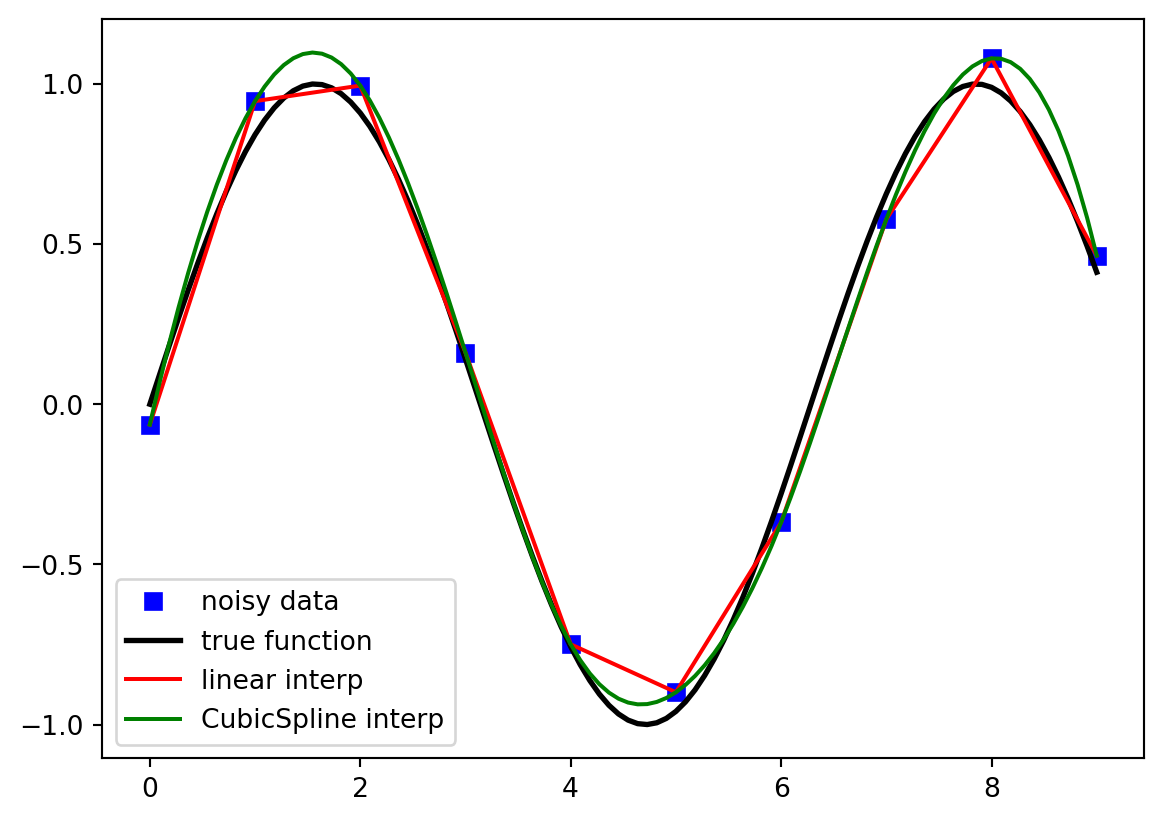 1.0
0.5
0.0
−0.5
−1.0
noisy data
true function
linear interp
CubicSpline interp
0 2 4 6 8